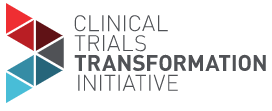 CLINICAL
TRIALS
TRANSFORMATION
INITIATIVE